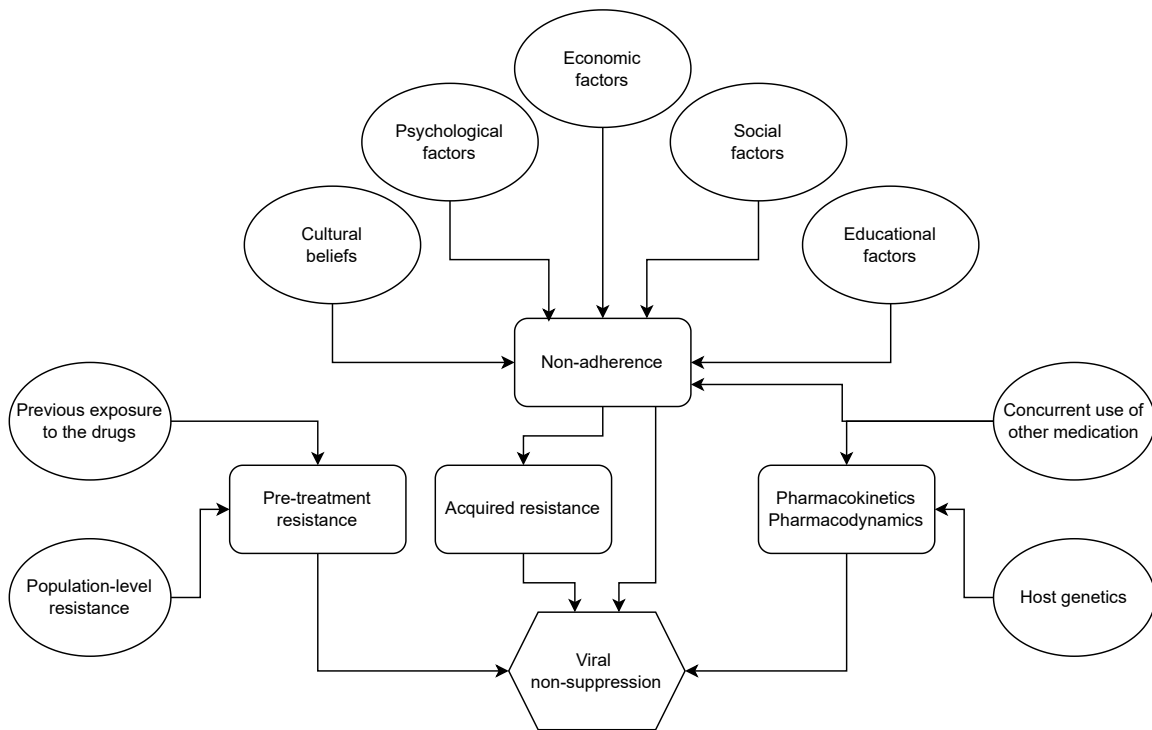 Economic
factors
Psychological
factors
Social
factors
Cultural
beliefs
Educational
factors
Non-adherence
Previous exposure
to the drugs
Concurrent use of
other medication
Pre-treatment
resistance
Acquired resistance
Pharmacokinetics
Pharmacodynamics
Population-level
resistance
Host genetics
Viral
non-suppression